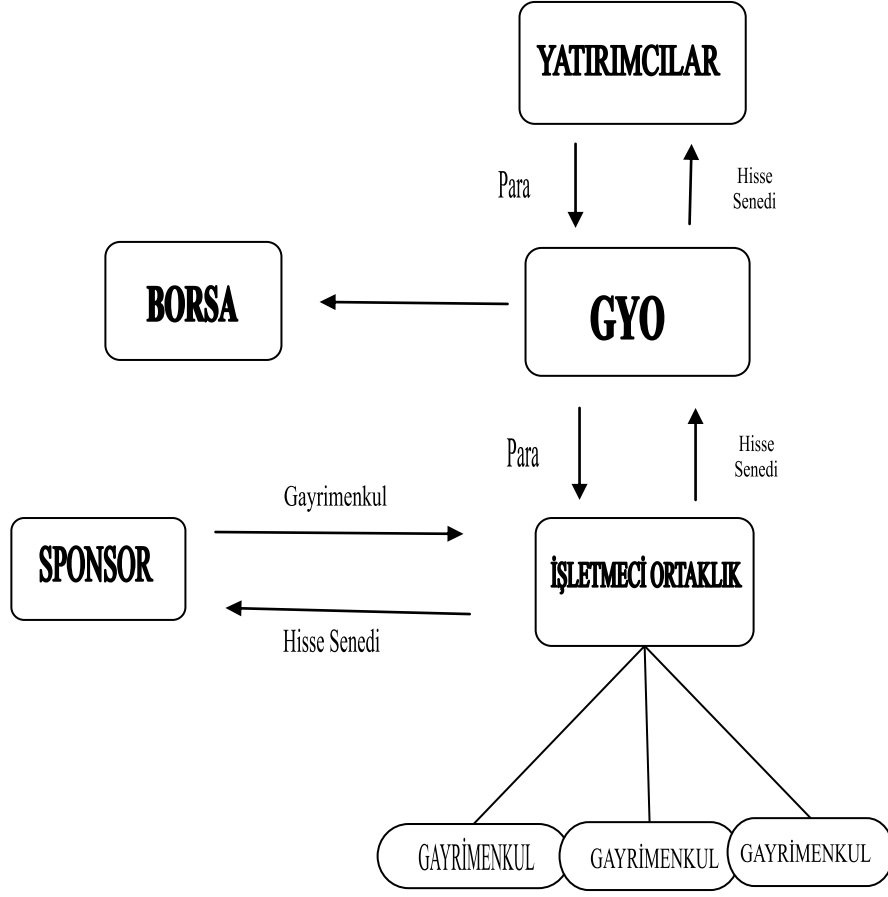 YATIRIMCILAR
Para
Hisse
Senedi
BORSA
GYO
Para
Hisse
Senedi
Gayrimenkul
SPONSOR
İŞLETMECİ ORTAKLIK
Hisse Senedi
GAYRİMENKUL
GAYRİMENKUL
GAYRİMENKUL